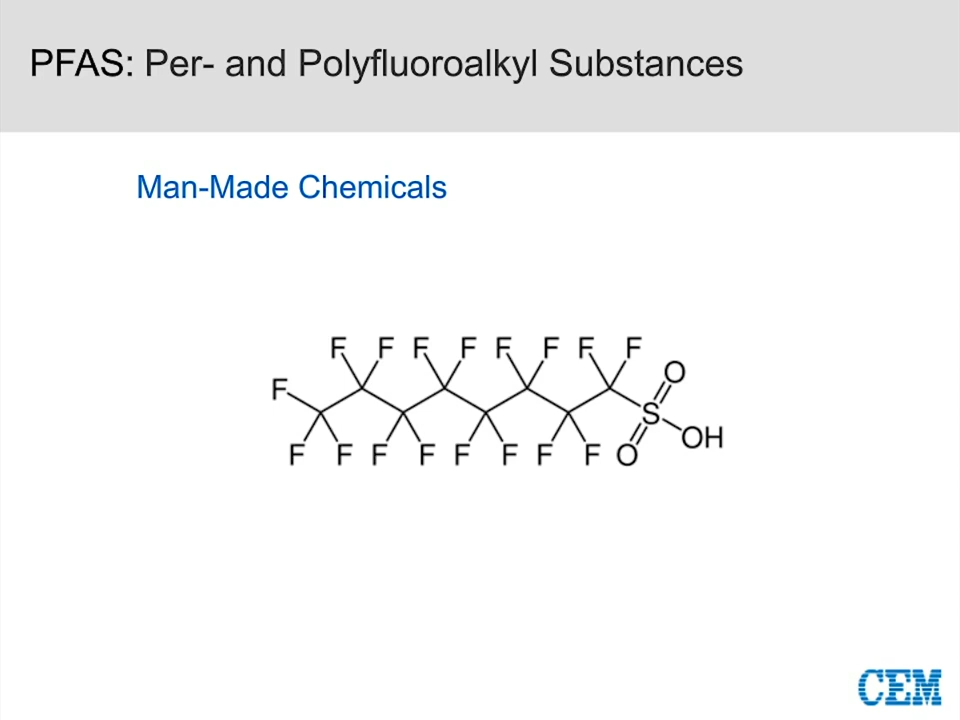 PFAS: Per- and Polyfluoroalkyl Substances
Man-Made Chemicals
F F F F F F F F
F O
S
OH
F F F F F F F F O
CEM